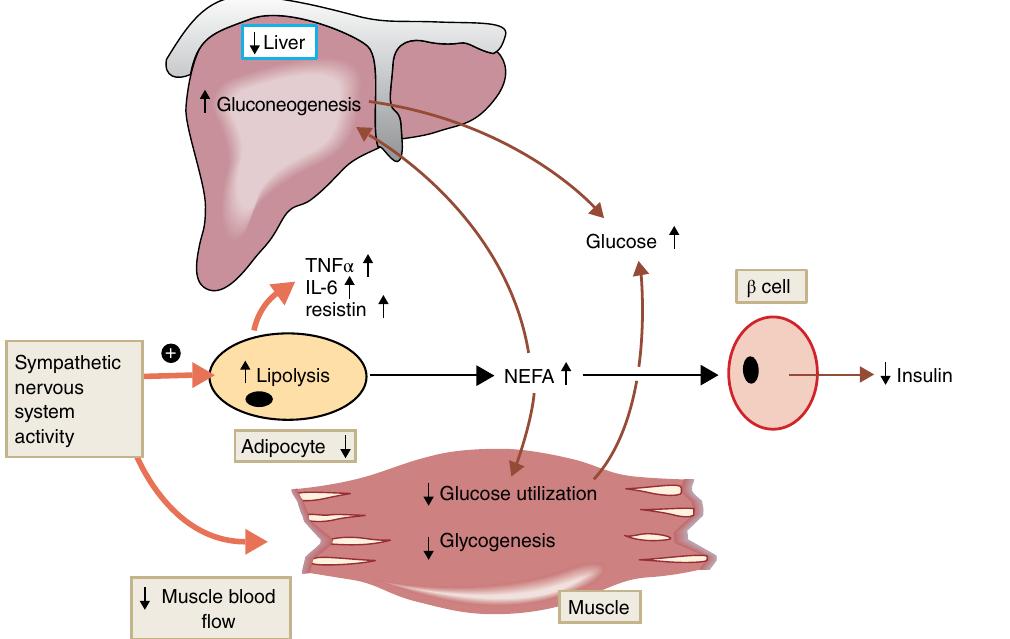 ↓ Liver
↑ Gluconeogenesis
Glucose ↑
TNFα ↑
IL-6 ↑
resistin ↑
β cell
Sympathetic
nervous
system
activity
+
↑ Lipolysis
NEFA ↑
↓ Insulin
Adipocyte ↓
↓ Glucose utilization
↓ Glycogenesis
↓ Muscle blood
flow
Muscle